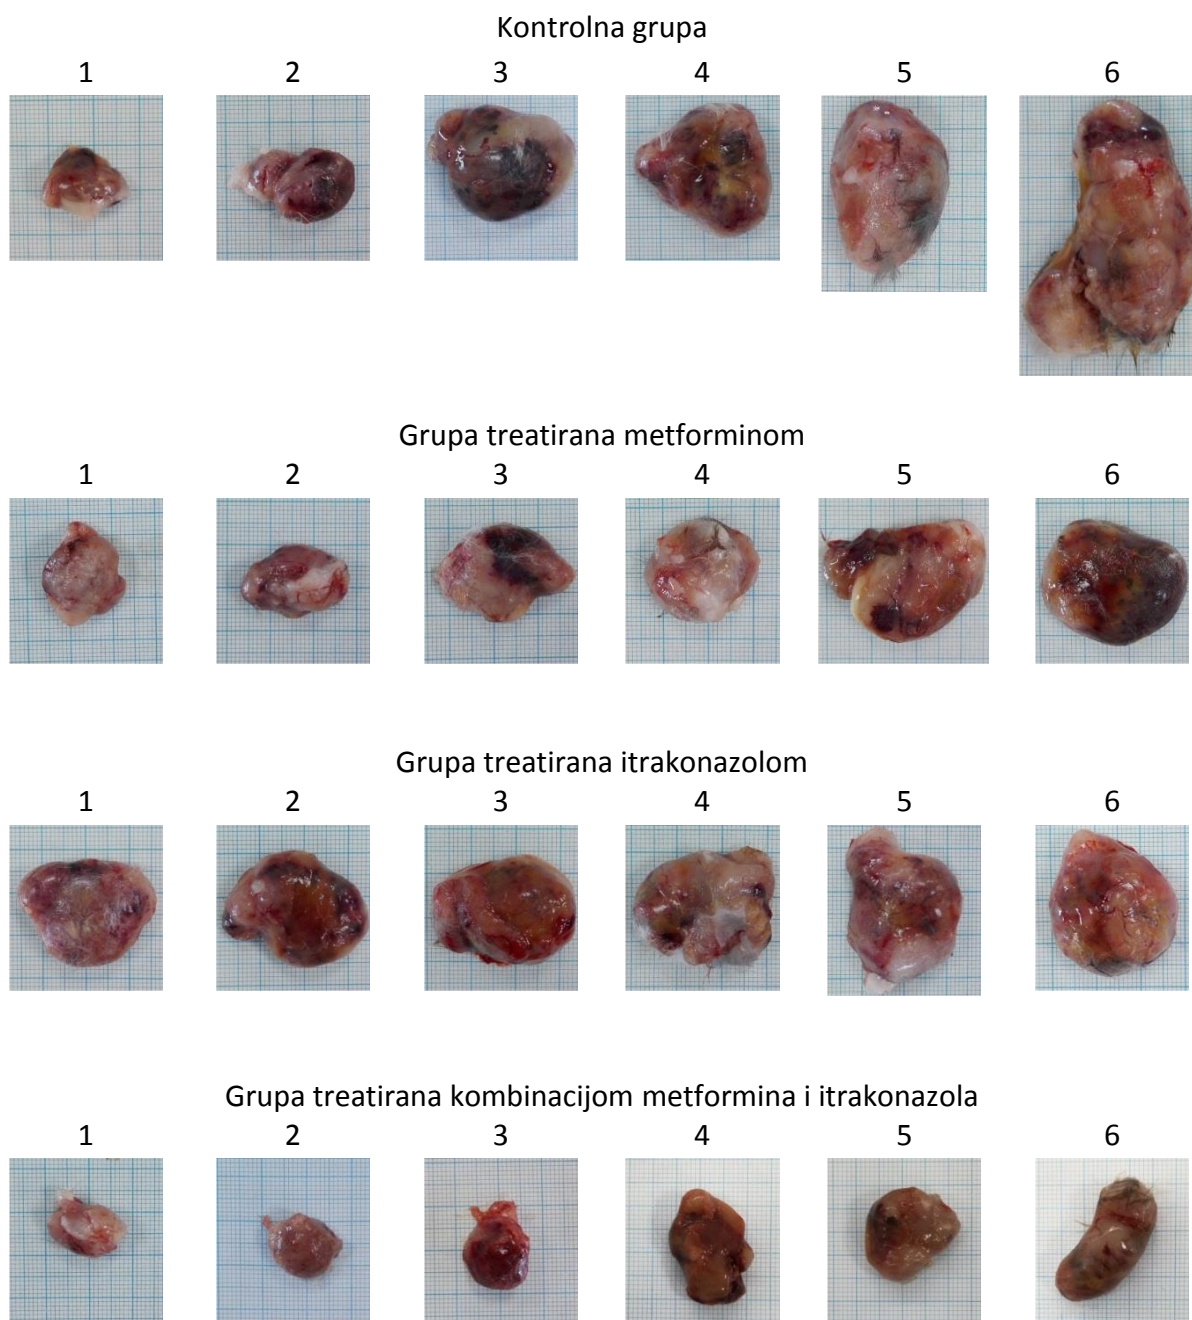 Kontrolna grupa
1 2 3 4 5 6
Grupa treatirana metforminom
1 2 3 4 5 6
Grupa treatirana itrakonazolom
1 2 3 4 5 6
Grupa treatirana kombinacijom metformina i itrakonazola
1 2 3 4 5 6